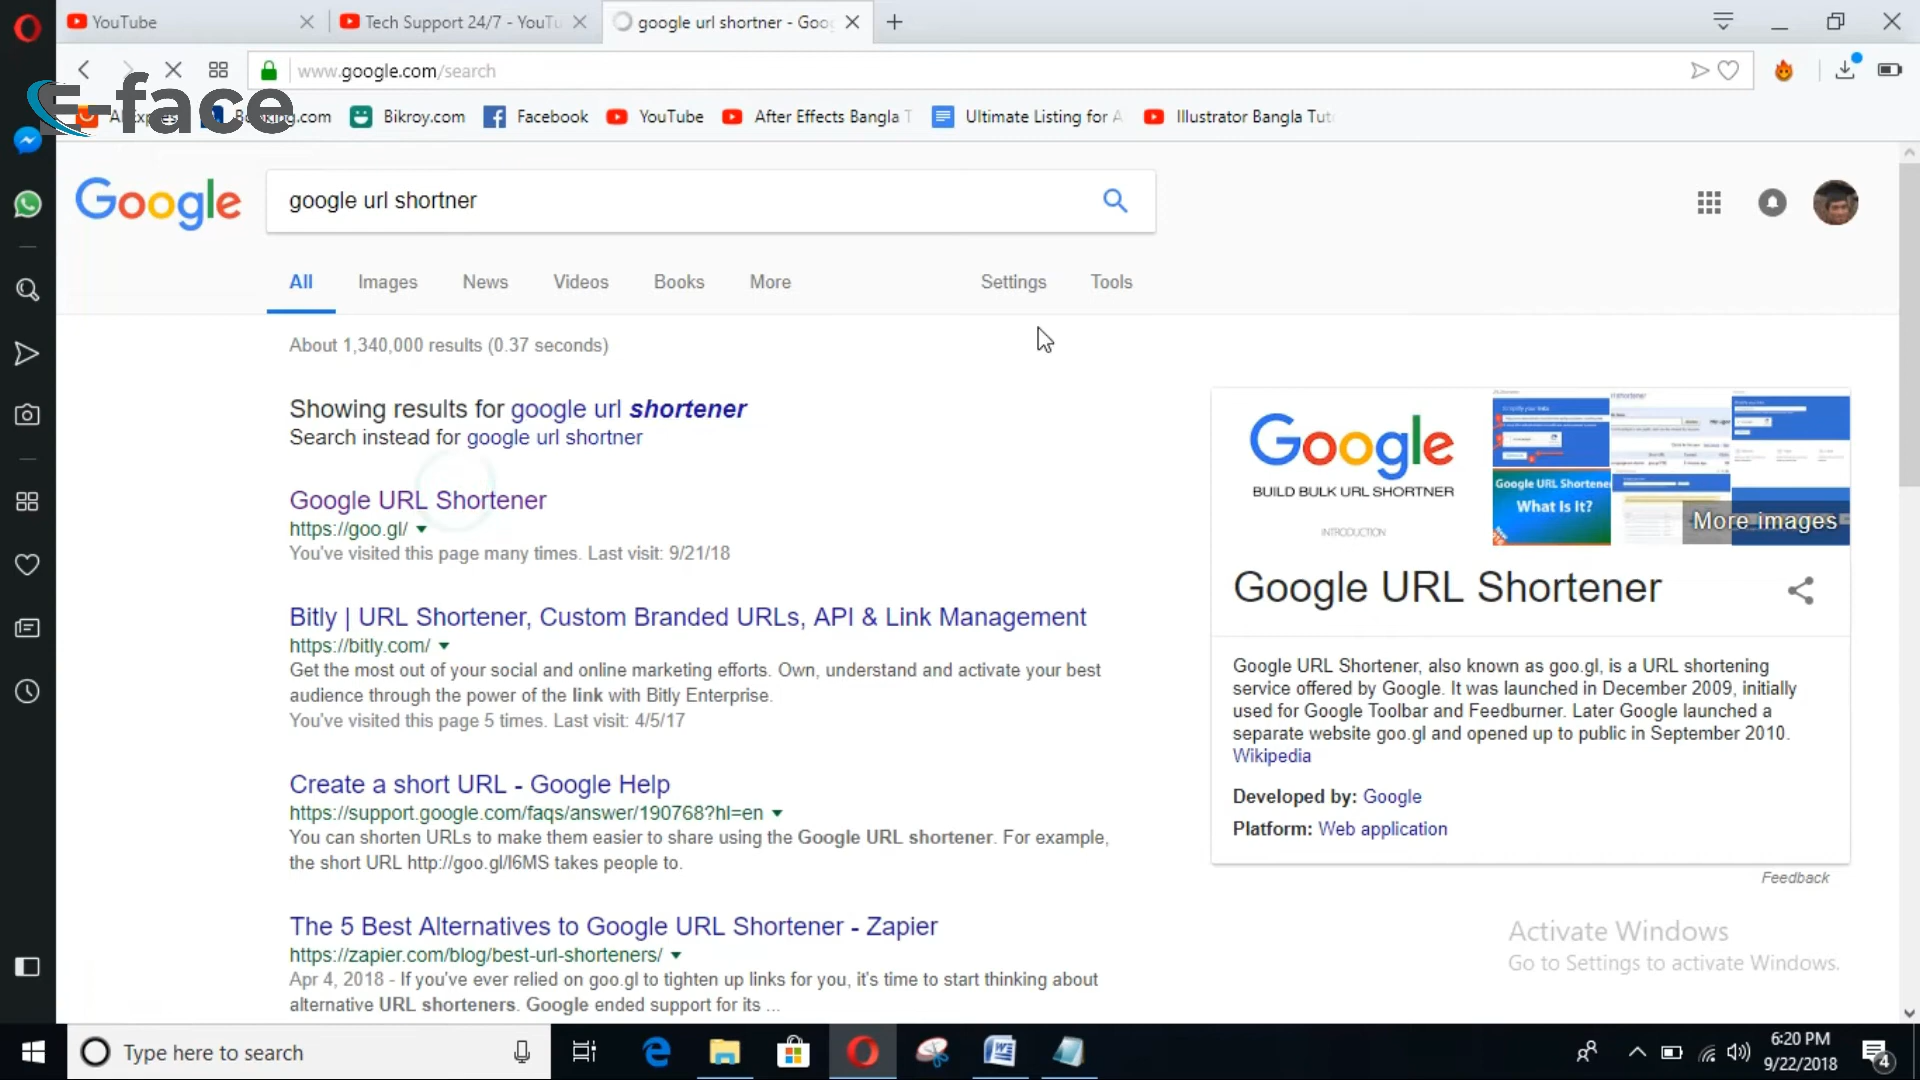 YouTube
Tech Support 24/7 - YouTu
google url shortner - Goo
www.google.com/search
E-face
Booking.com
Bikroy.com
Facebook
YouTube
After Effects Bangla T
Ultimate Listing for A
Illustrator Bangla Tut
Google
google url shortner
All
Images
News
Videos
Books
More
Settings
Tools
About 1,340,000 results (0.37 seconds)
Showing results for google url shortener
Search instead for google url shortner
Google URL Shortener
https://goo.gl/
You've visited this page many times. Last visit: 9/21/18
Bitly | URL Shortener, Custom Branded URLs, API & Link Management
https://bitly.com/
Get the most out of your social and online marketing efforts. Own, understand and activate your best
audience through the power of the link with Bitly Enterprise.
You've visited this page 5 times. Last visit: 4/5/17
Create a short URL - Google Help
https://support.google.com/faqs/answer/190768?hl=en
You can shorten URLs to make them easier to share using the Google URL shortener. For example,
the short URL http://goo.gl/l6MS takes people to.
The 5 Best Alternatives to Google URL Shortener - Zapier
https://zapier.com/blog/best-url-shorteners/
Apr 4, 2018 - If you've ever relied on goo.gl to tighten up links for you, it's time to start thinking about
alternative URL shorteners. Google ended support for its ...
Google
BUILD BULK URL SHORTNER
INTRODUCTION
Google URL Shortener
What Is It?
More images
Google URL Shortener
Google URL Shortener, also known as goo.gl, is a URL shortening
service offered by Google. It was launched in December 2009, initially
used for Google Toolbar and Feedburner. Later Google launched a
separate website goo.gl and opened up to public in September 2010.
Wikipedia
Developed by: Google
Platform: Web application
Feedback
Activate Windows
Go to Settings to activate Windows.
Type here to search
6:20 PM
9/22/2018
4